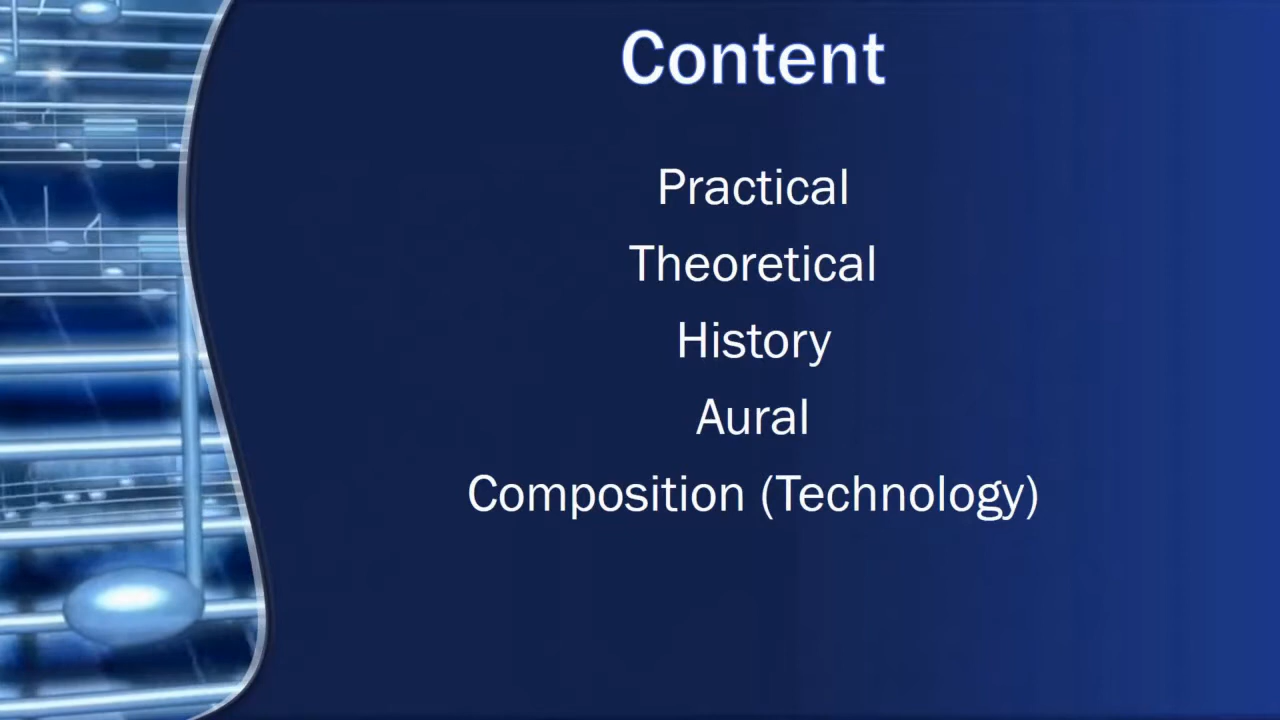 Content
Practical
Theoretical
History
Aural
Composition (Technology)